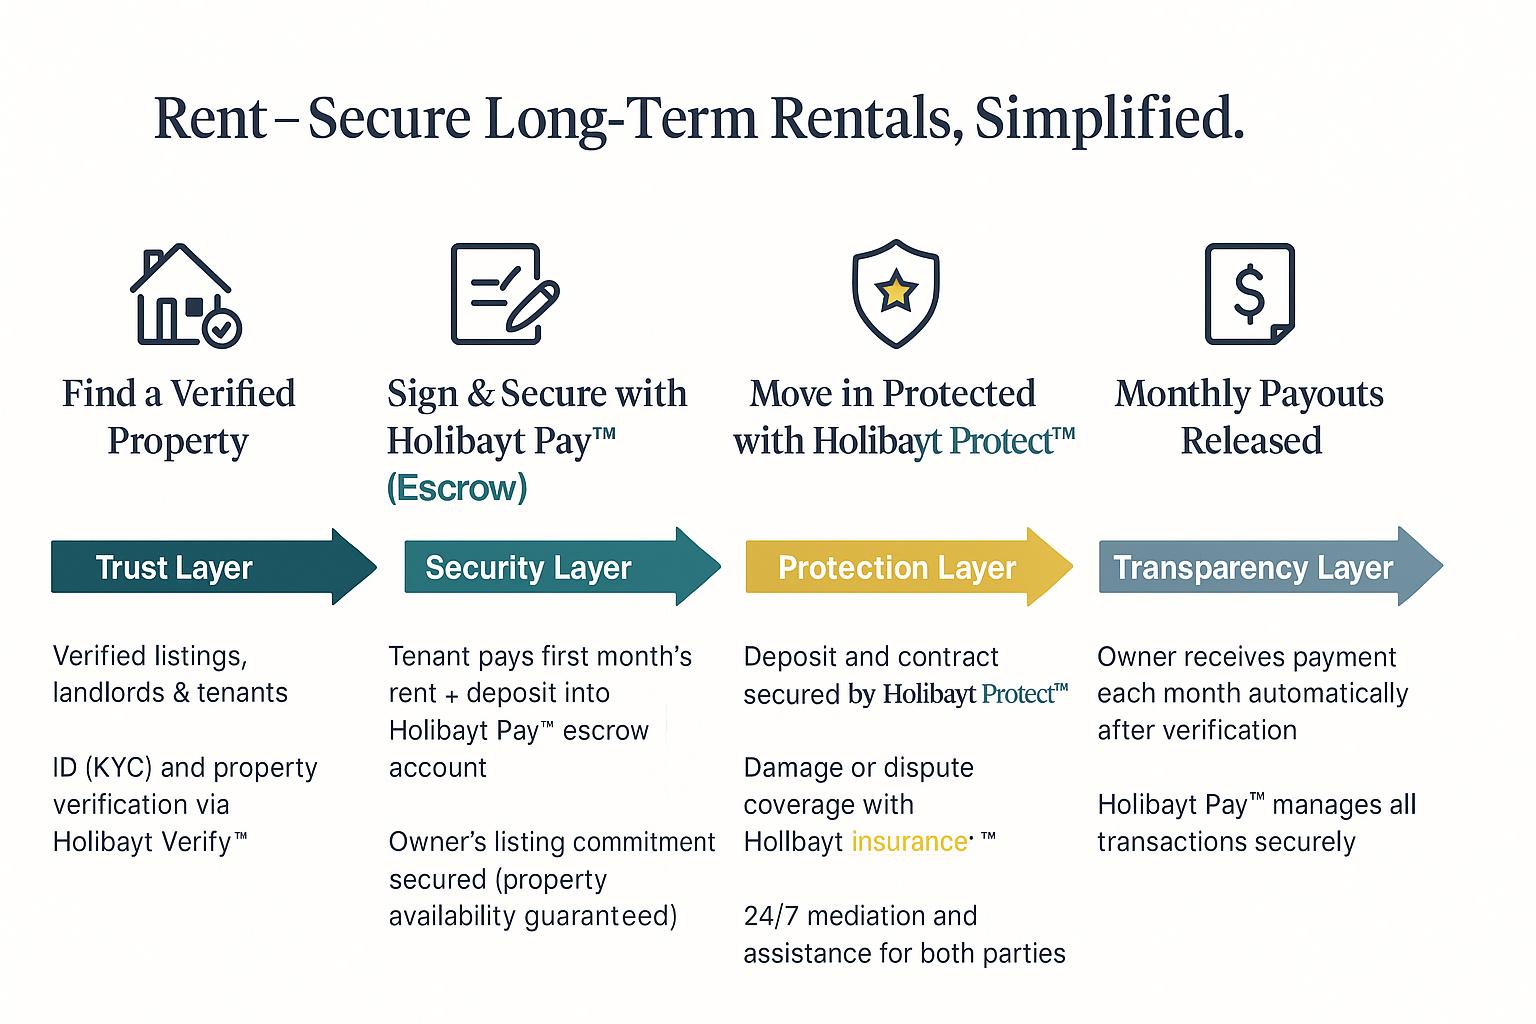 Rent – Secure Long-Term Rentals, Simplified.
Find a Verified
Property
Sign & Secure with
Holibayt Pay™
(Escrow)
Move in Protected
with Holibayt Protect™
Monthly Payouts
Released
Trust Layer
Security Layer
Protection Layer
Transparency Layer
Verified listings,
landlords & tenants
ID (KYC) and property
verification via
Holibayt Verify™
Tenant pays first month’s
rent + deposit into
Holibayt Pay™ escrow
account
Owner’s listing commitment
secured (property
availability guaranteed)
Deposit and contract
secured by Holibayt Protect™
Damage or dispute
coverage with
Hollbayt insurance· ™
24/7 mediation and
assistance for both parties
Owner receives payment
each month automatically
after verification
Holibayt Pay™ manages all
transactions securely